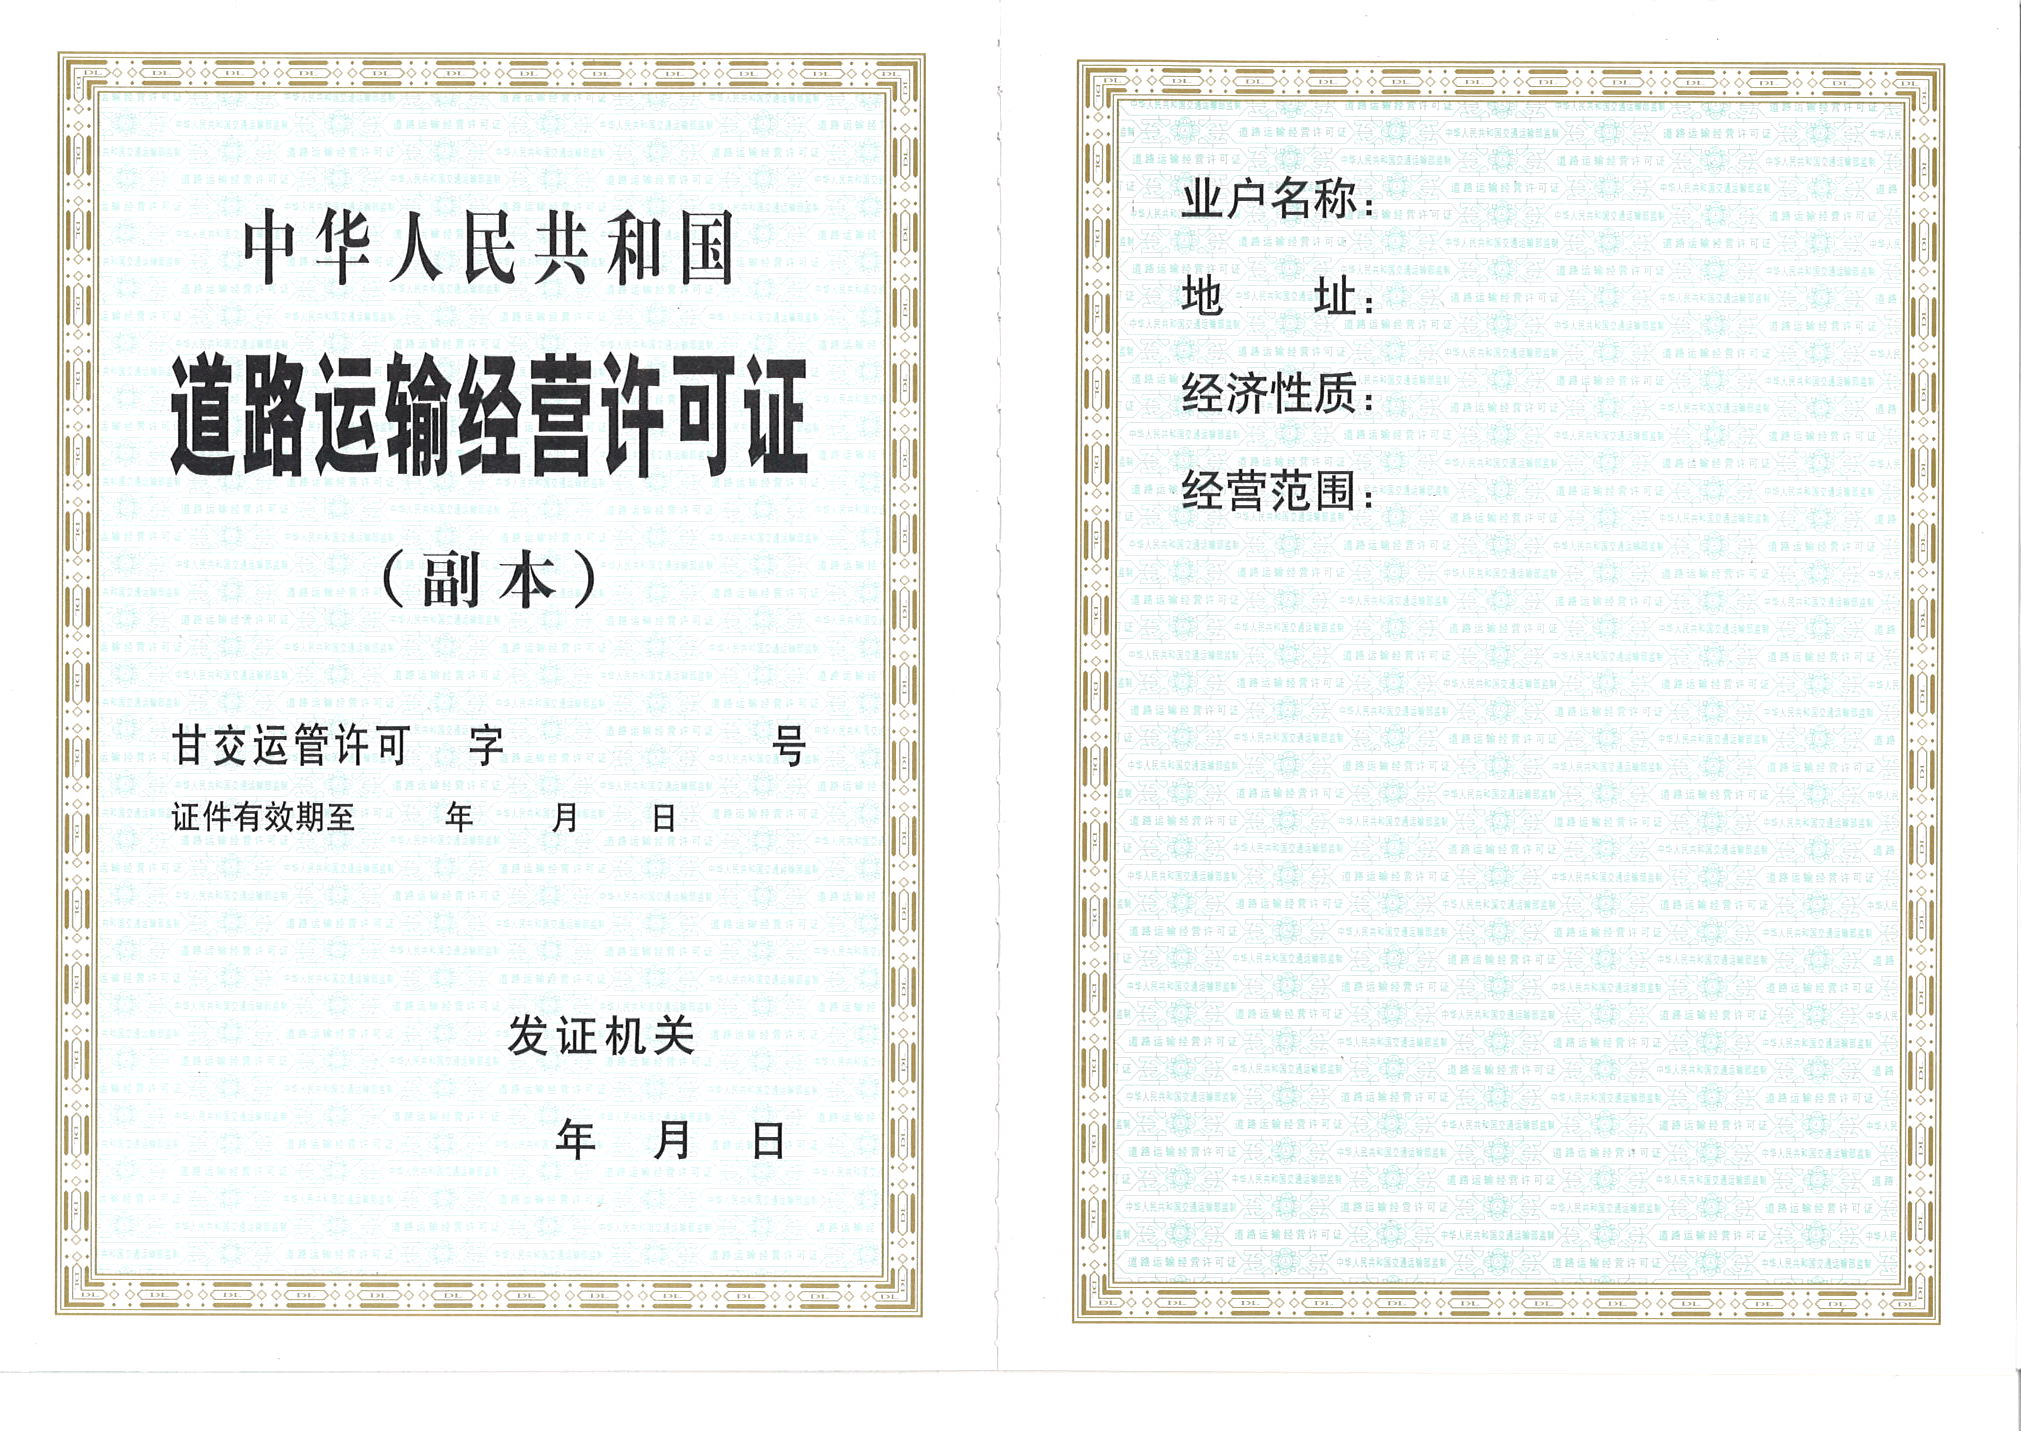 中华人民共和国
道路运输经营许可证
（副本）
甘交运管许可 字 号
证件有效期至 年 月 日
发证机关
年 月 日
业户名称：
地 址：
经济性质：
经营范围：